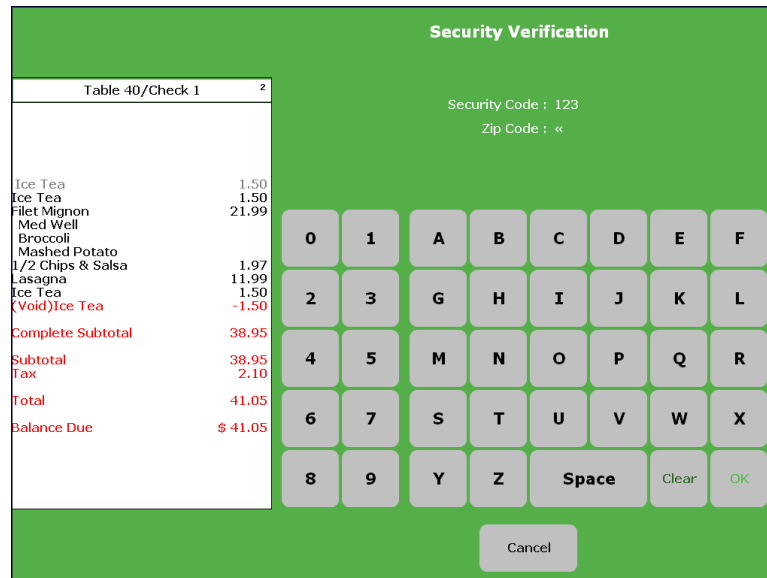 Security Verification
Table 40/Check 1 2
Security Code : 123
Zip Code : «
Ice Tea 1.50
Ice Tea 1.50
Filet Mignon 21.99
Med Well
Broccoli
Mashed Potato
1/2 Chips & Salsa 1.97
Lasagna 11.99
Ice Tea 1.50
(Void)Ice Tea -1.50
Complete Subtotal 38.95
Subtotal 38.95
Tax 2.10
Total 41.05
Balance Due $ 41.05
0 1 A B C D E F
2 3 G H I J K L
4 5 M N O P Q R
6 7 S T U V W X
8 9 Y Z Space Clear OK
Cancel